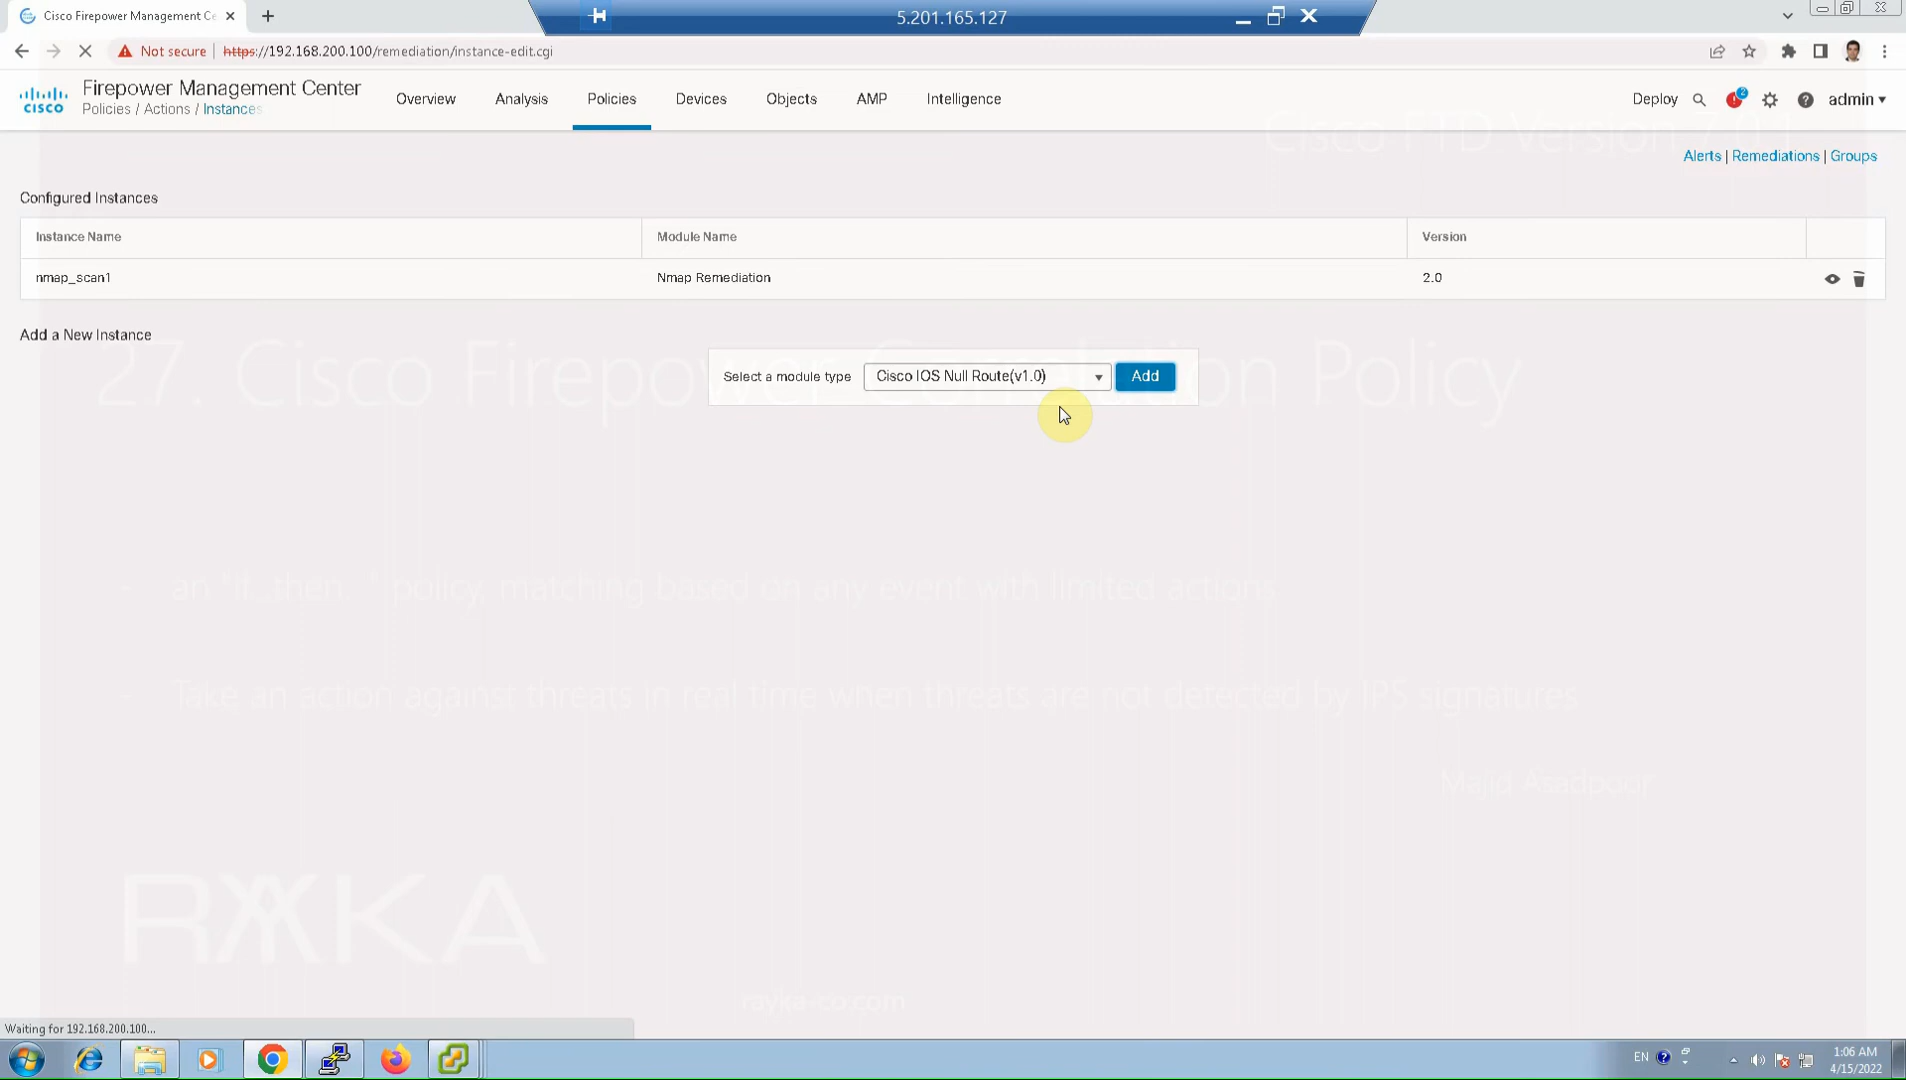 Cisco Firepower Management Ce
5.201.165.127
Not secure https://192.168.200.100/remediation/instance-edit.cgi
Firepower Management Center
Policies / Actions / Instances
Overview Analysis Policies Devices Objects AMP Intelligence
Deploy admin
cisco
2
Cisco FTD Version 7.0.1
Alerts | Remediations | Groups
Configured Instances
Instance Name Module Name Version
nmap_scan1 Nmap Remediation 2.0
Add a New Instance
27. Cisco Firepower Correlation Policy
Select a module type Cisco IOS Null Route(v1.0) Add
- an "if...then..." policy, matching based on any event with limited actions
- Take an action against threats in real time when threats are not detected by IPS signatures
Majid Asadpoor
RAYKA
rayka-co.com
Waiting for 192.168.200.100...
EN
1:06 AM
4/15/2022